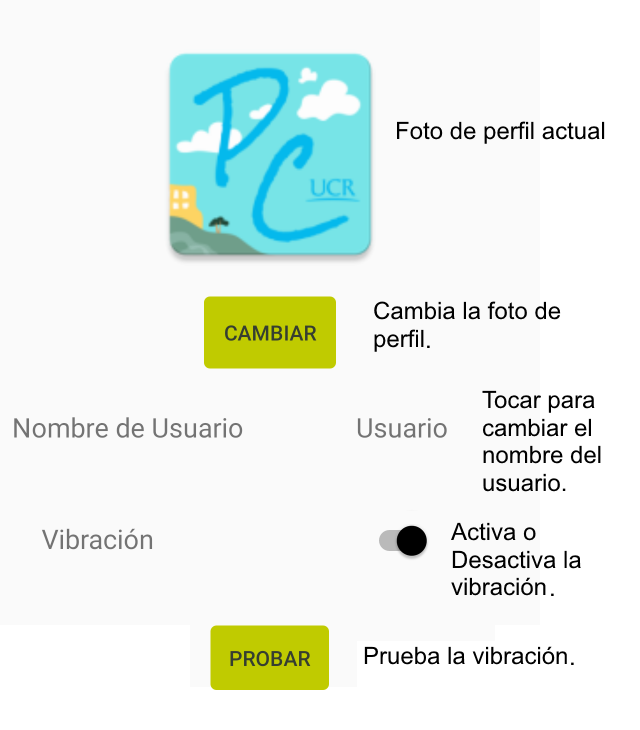 PC
UCR
Foto de perfil actual
CAMBIAR
Cambia la foto de
perfil.
Nombre de Usuario
Usuario
Tocar para
cambiar el
nombre del
usuario.
Vibración
Activa o
Desactiva la
vibración.
PROBAR
Prueba la vibración.